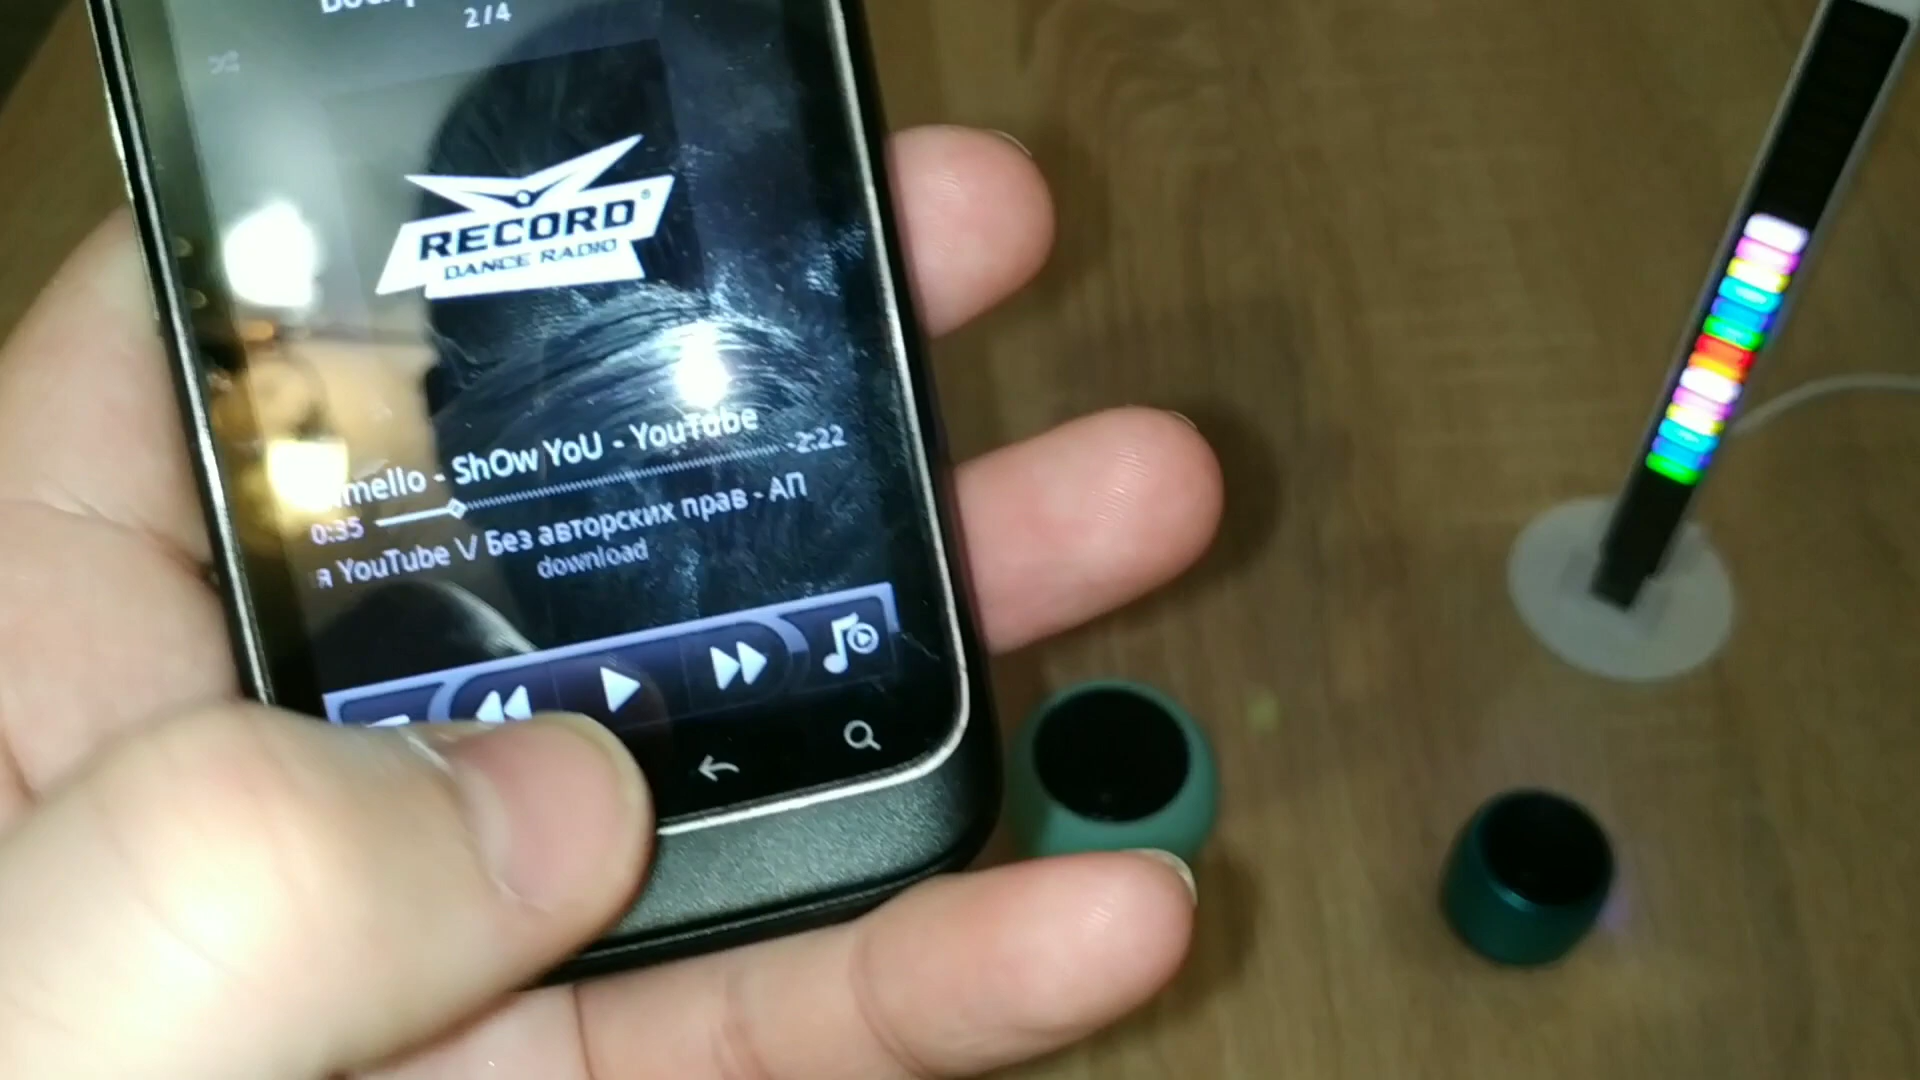 2/4
RECORD®
DANCE RADIO
mello - ShOw YoU - YouTube
0:35 -2:22
я YouTube \/ Без авторских прав - АП
download